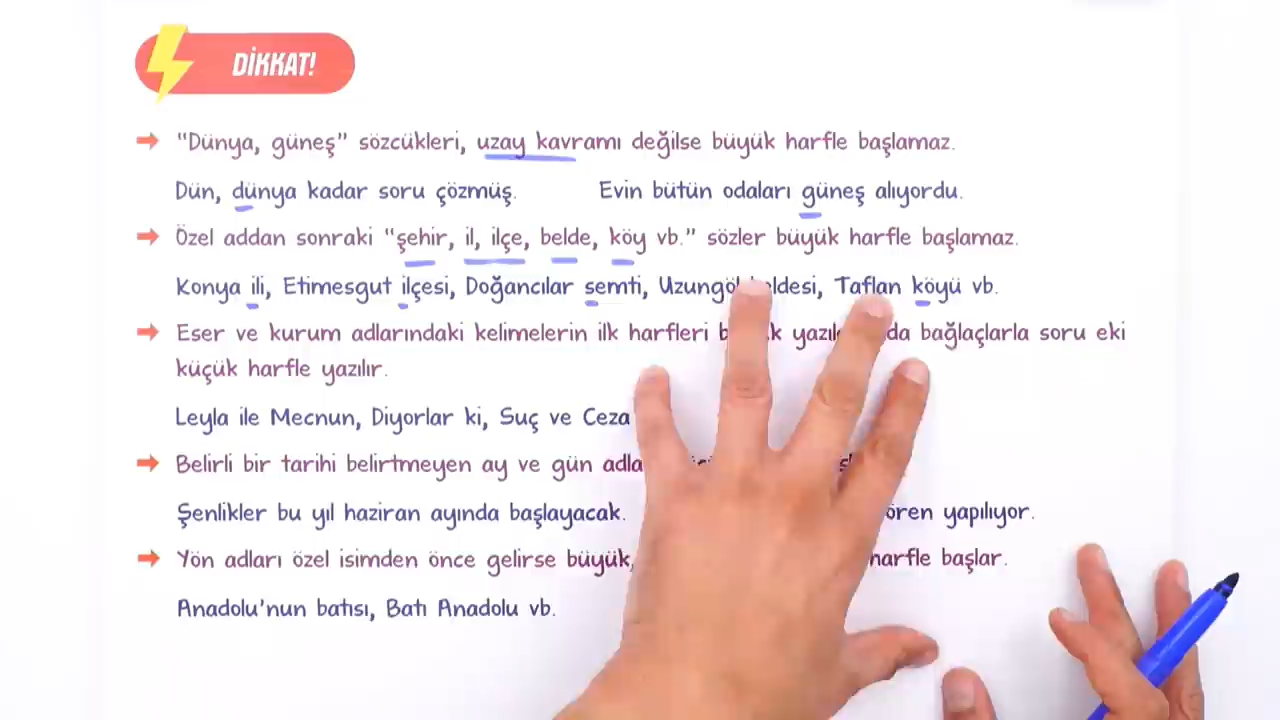 DİKKAT!
"Dünya, güneş" sözcükleri, uzay kavramı değilse büyük harfle başlamaz.
Dün, dünya kadar soru çözmüş. Evin bütün odaları güneş alıyordu.
Özel addan sonraki "şehir, il, ilçe, belde, köy vb." sözler büyük harfle başlamaz.
Konya ili, Etimesgut ilçesi, Doğancılar semti, Uzungöl beldesi, Taflan köyü vb.
Eser ve kurum adlarındaki kelimelerin ilk harfleri bağlaçlarla soru eki
küçük harfle yazılır.
Leyla ile Mecnun, Diyorlar ki, Suç ve Ceza
Belirli bir tarihi belirtmeyen ay ve gün
Şenlikler bu yıl haziran ayında başlayacak. yapılıyor.
Yön adları özel isimden önce gelirse büyük, harfle başlar.
Anadolu'nun batısı, Batı Anadolu vb.